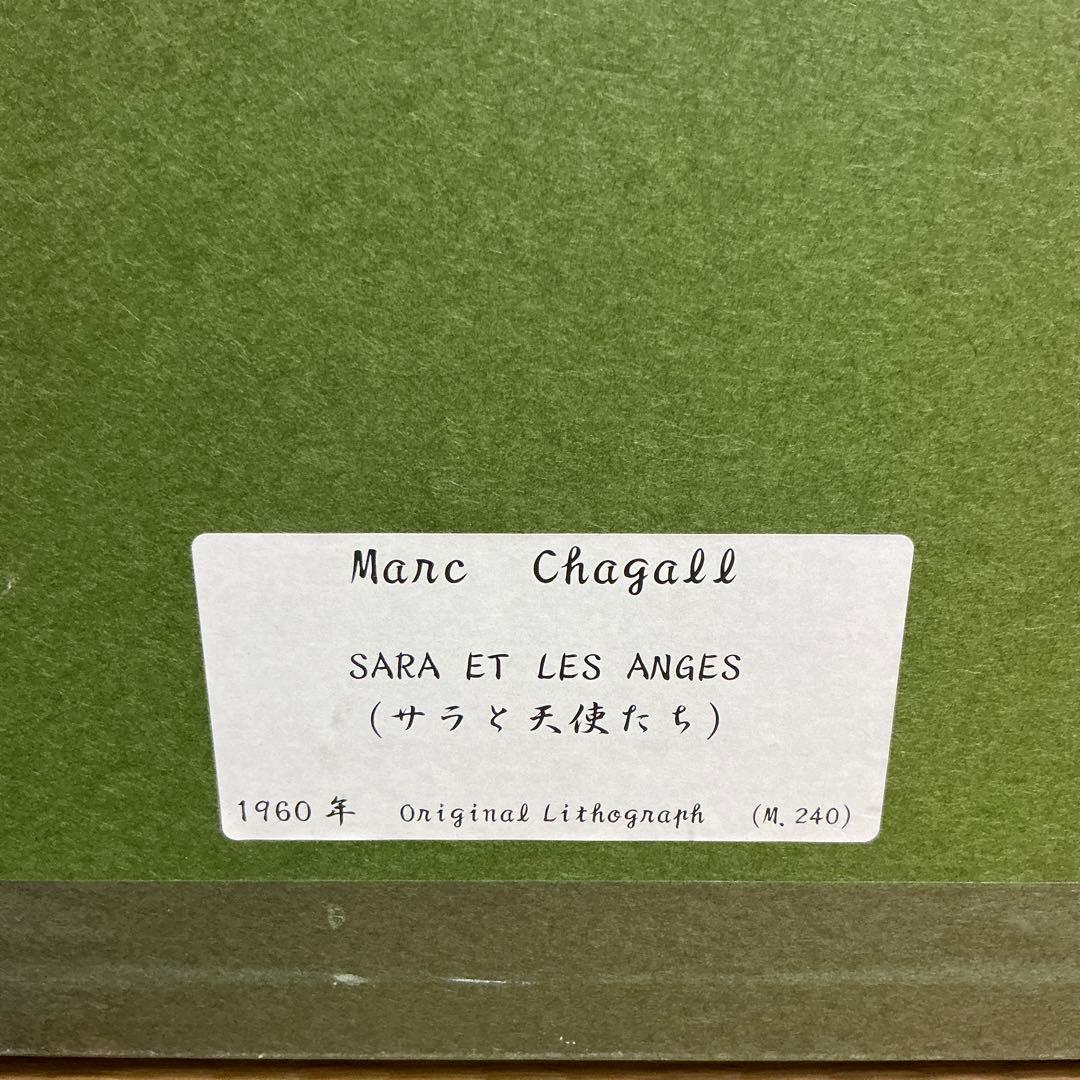 Marc Chagall
SARA ET LES ANGES
(サラと天使たち)
1960年 Original Lithograph (M. 240)